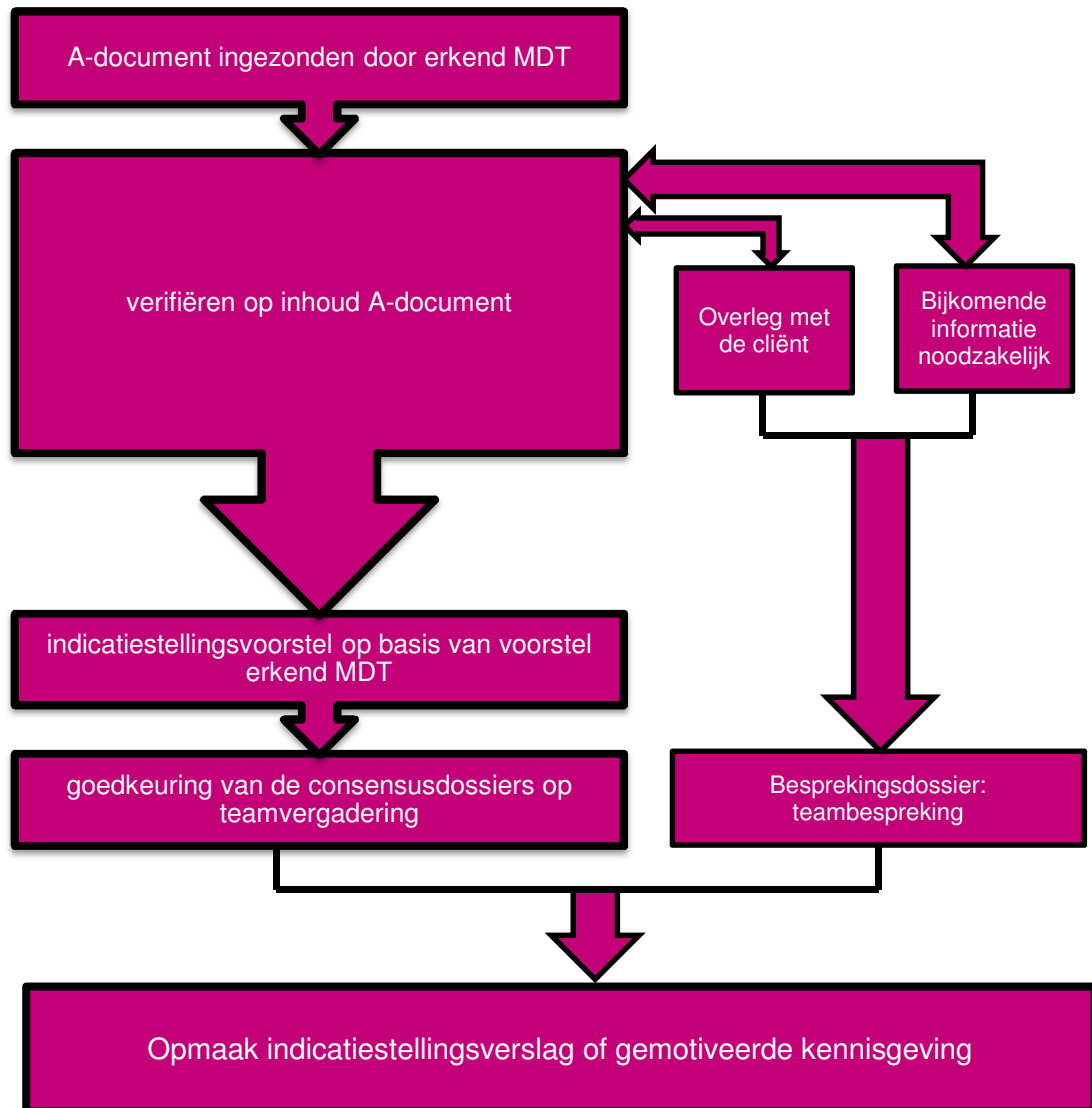 A-document ingezonden door erkend MDT
verifiëren op inhoud A-document
Overleg met
de cliënt
Bijkomende
informatie
noodzakelijk
indicatiestellingsvoorstel op basis van voorstel
erkend MDT
goedkeuring van de consensusdossiers op
teamvergadering
Besprekingsdossier:
teambespreking
Opmaak indicatiestellingsverslag of gemotiveerde kennisgeving